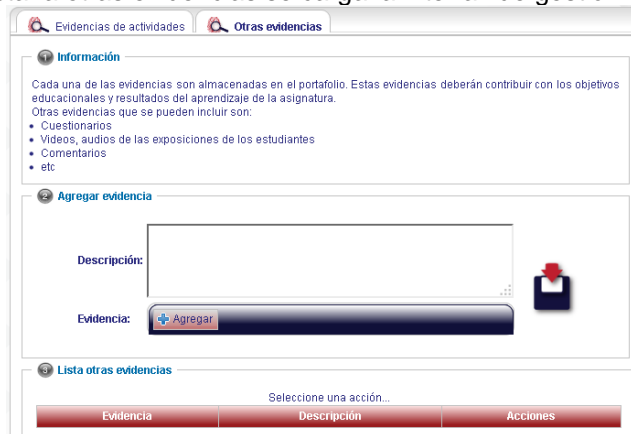 Evidencias de actividades Otras evidencias
1 Información
Cada una de las evidencias son almacenadas en el portafolio. Estas evidencias deberán contribuir con los objetivos
educacionales y resultados del aprendizaje de la asignatura.
Otras evidencias que se pueden incluir son:
• Cuestionarios
• Videos, audios de las exposiciones de los estudiantes
• Comentarios
• etc
2 Agregar evidencia
Descripción:
Evidencia: Agregar
3 Lista otras evidencias
Seleccione una acción...
Evidencia Descripción Acciones